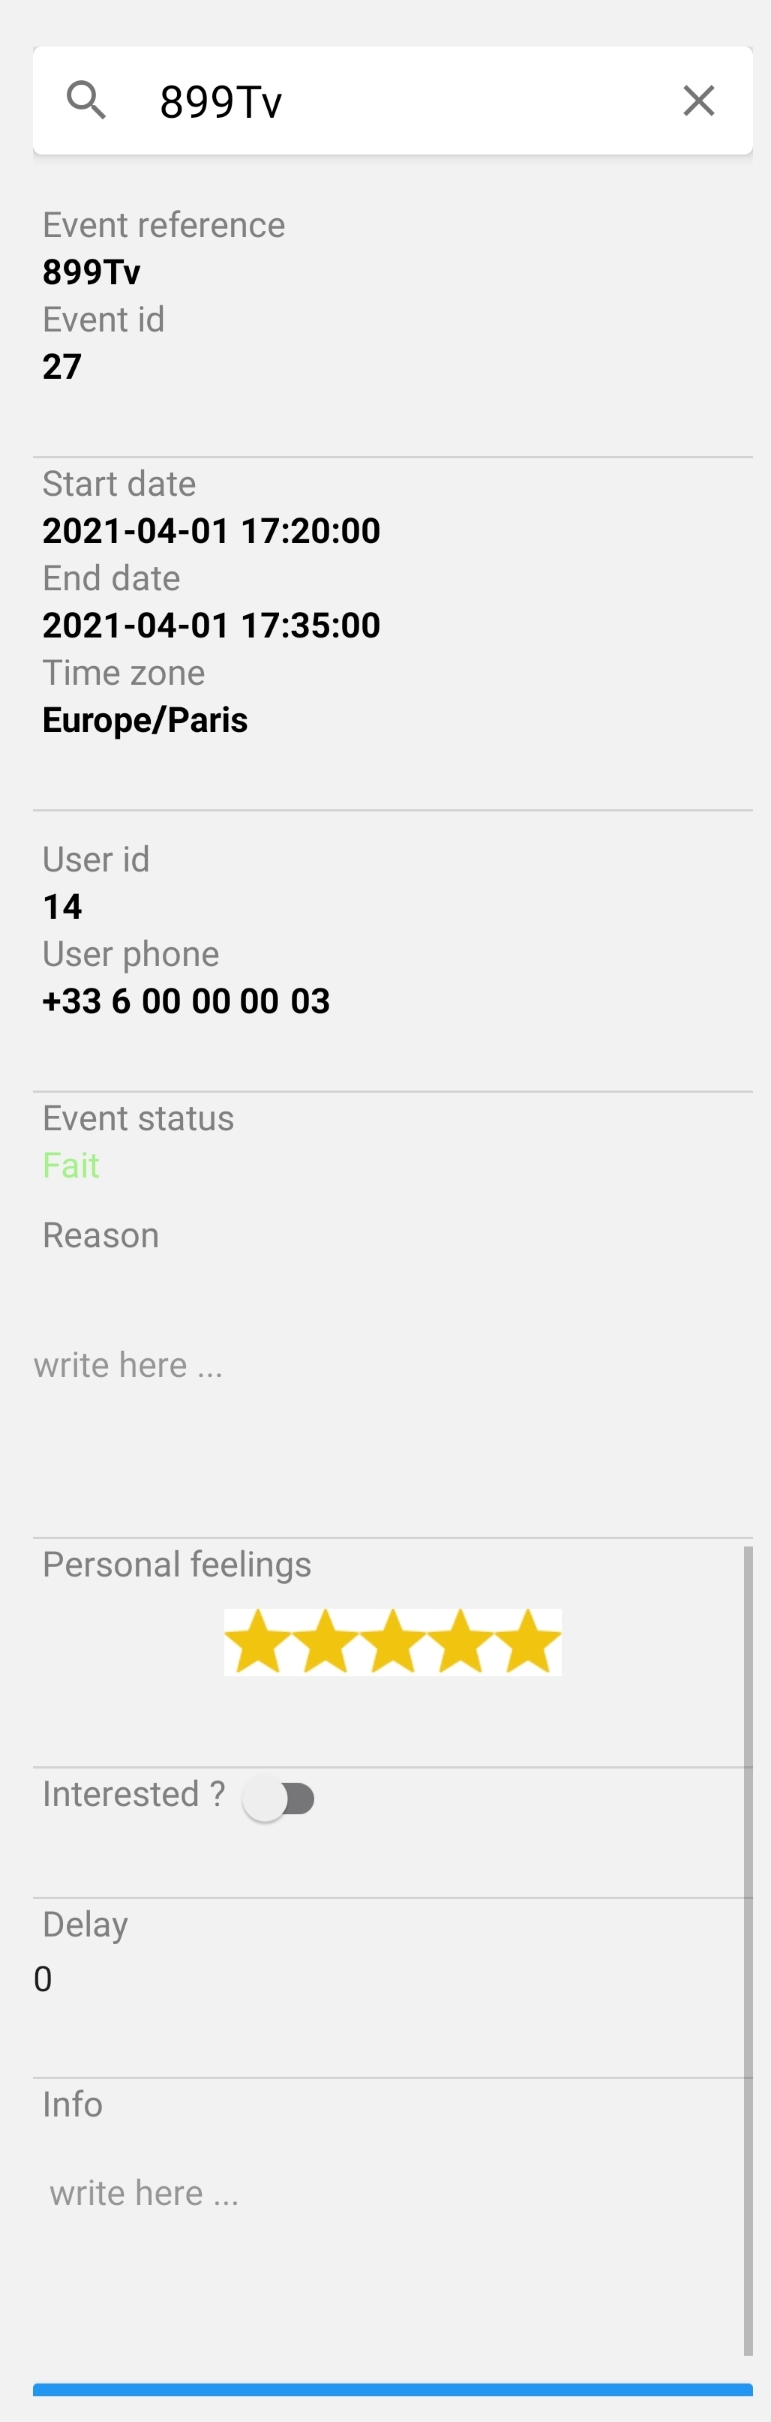 899Tv
Event reference
899Tv
Event id
27
Start date
2021-04-01 17:20:00
End date
2021-04-01 17:35:00
Time zone
Europe/Paris
User id
14
User phone
+33 6 00 00 00 03
Event status
Fait
Reason
write here ...
Personal feelings
Interested ?
Delay
0
Info
write here ...